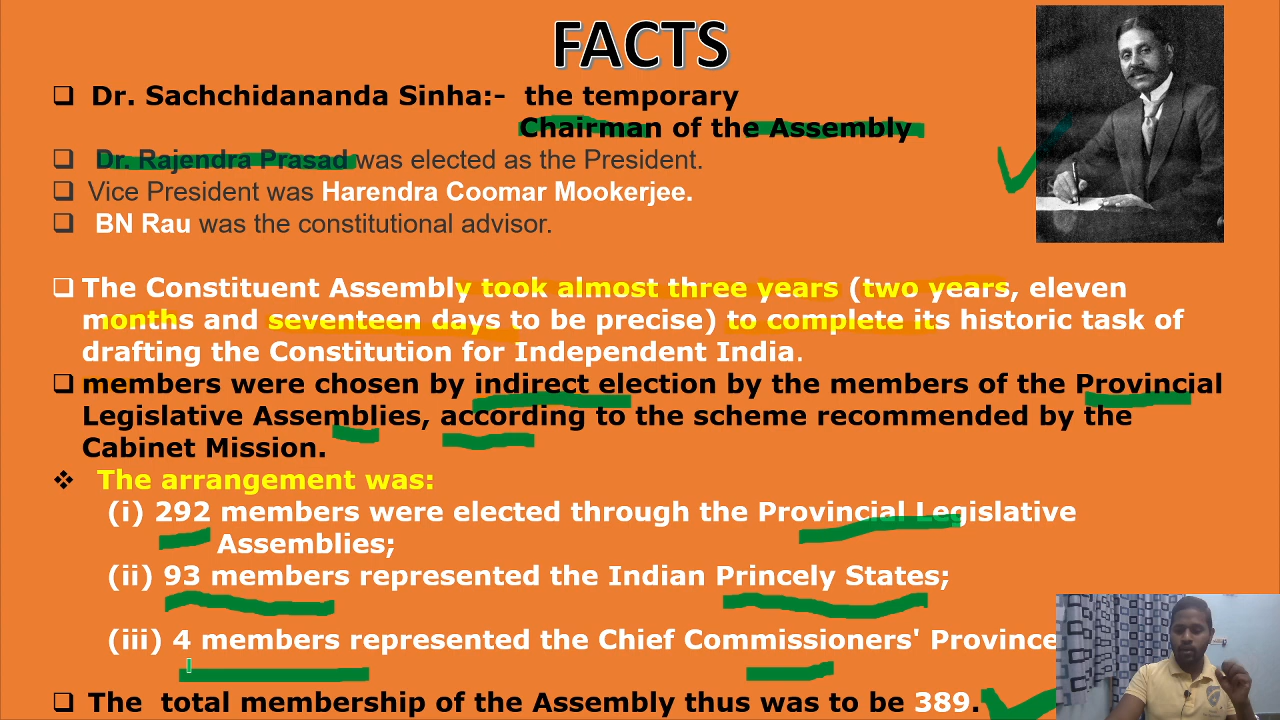 FACTS
❑ Dr. Sachchidananda Sinha:- the temporary
Chairman of the Assembly
❑ Dr. Rajendra Prasad was elected as the President.
❑ Vice President was Harendra Coomar Mookerjee.
❑ BN Rau was the constitutional advisor.
❑ The Constituent Assembly took almost three years (two years, eleven
months and seventeen days to be precise) to complete its historic task of
drafting the Constitution for Independent India.
❑ members were chosen by indirect election by the members of the Provincial
Legislative Assemblies, according to the scheme recommended by the
Cabinet Mission.
❖ The arrangement was:
(i) 292 members were elected through the Provincial Legislative
Assemblies;
(ii) 93 members represented the Indian Princely States;
(iii) 4 members represented the Chief Commissioners' Province
❑ The total membership of the Assembly thus was to be 389.